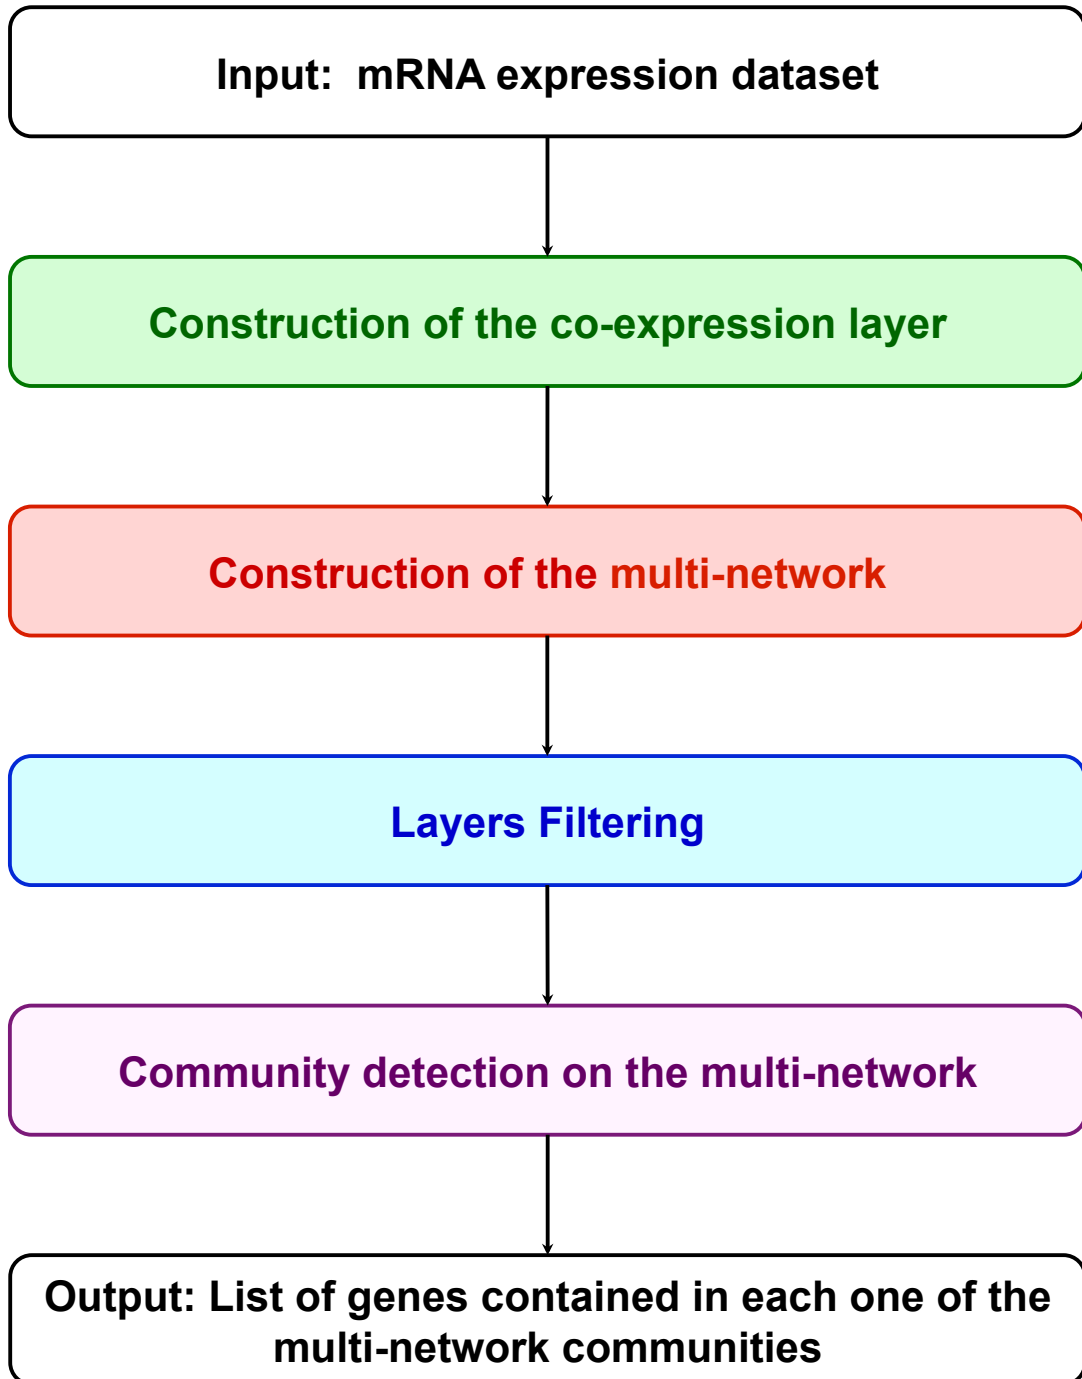 Input: mRNA expression dataset
Construction of the co-expression layer
Construction of the multi-network
Layers Filtering
Community detection on the multi-network
Output: List of genes contained in each one of the
multi-network communities